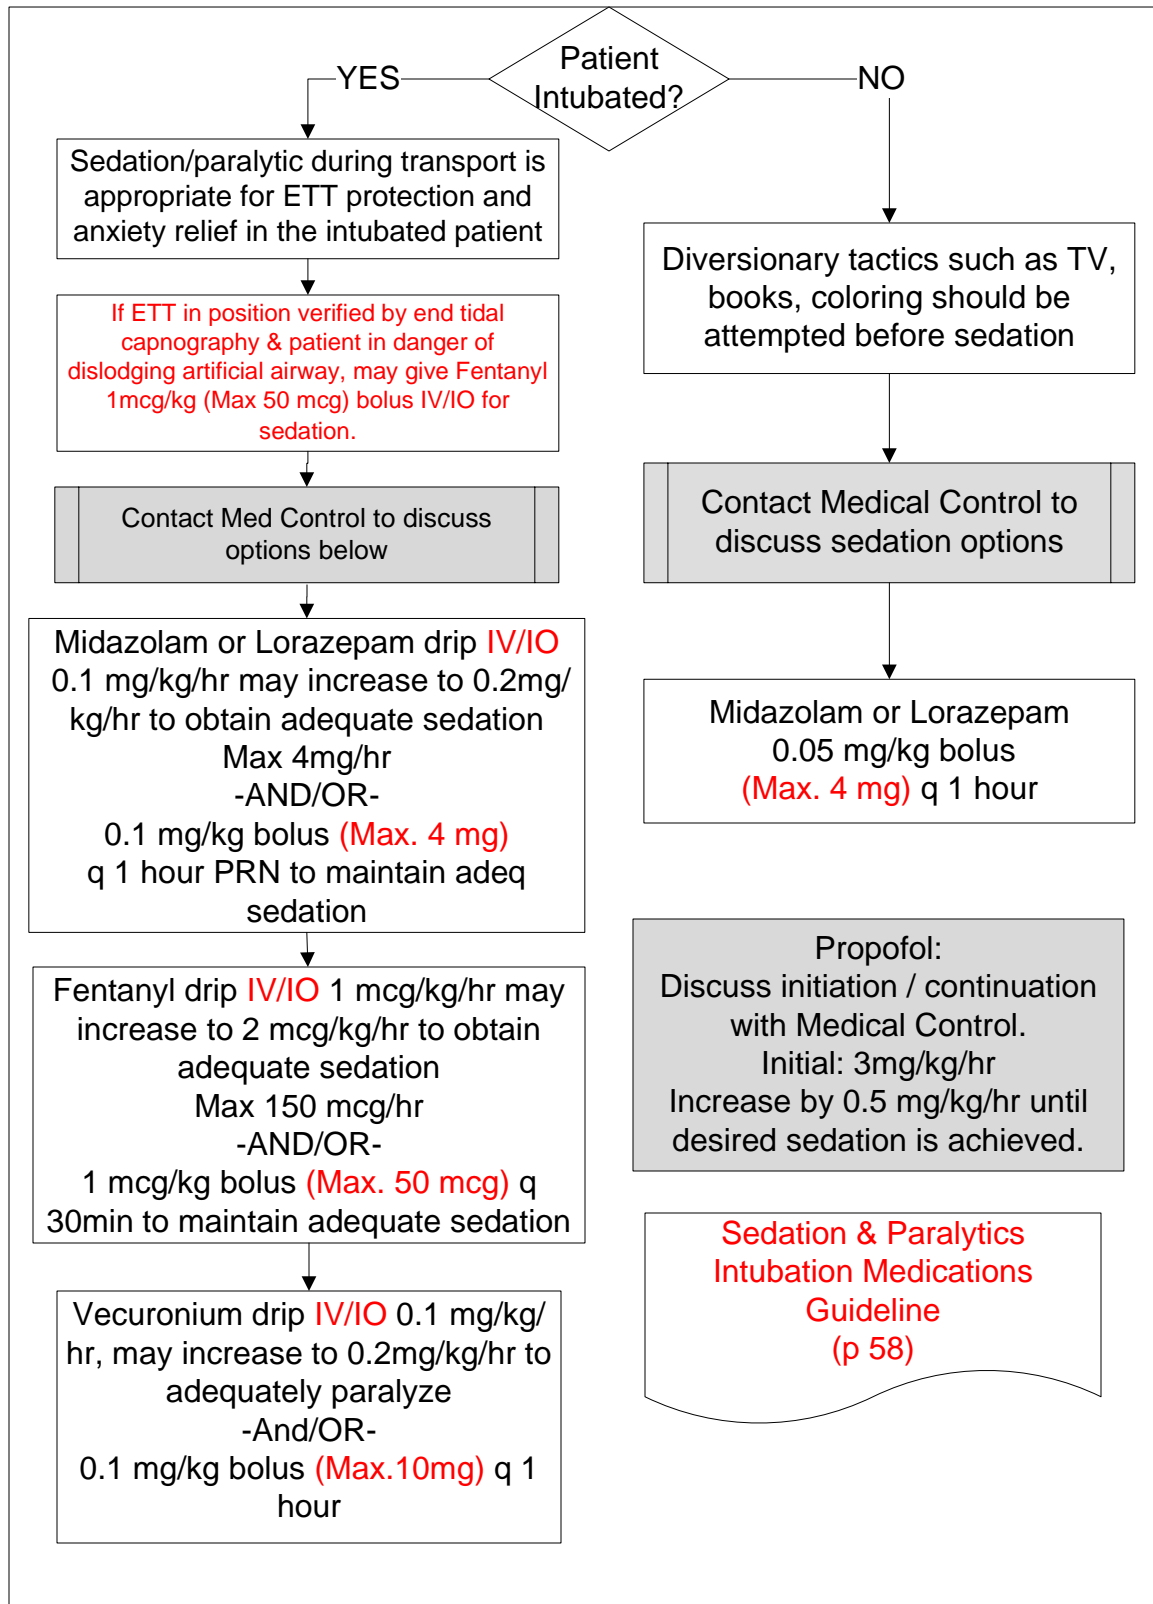 Patient
Intubated?
YES
NO
Sedation/paralytic during transport is
appropriate for ETT protection and
anxiety relief in the intubated patient
If ETT in position verified by end tidal
capnography & patient in danger of
dislodging artificial airway, may give Fentanyl
1mcg/kg (Max 50 mcg) bolus IV/IO for
sedation.
Contact Med Control to discuss
options below
Midazolam or Lorazepam drip IV/IO
0.1 mg/kg/hr may increase to 0.2mg/
kg/hr to obtain adequate sedation
Max 4mg/hr
-AND/OR-
0.1 mg/kg bolus (Max. 4 mg)
q 1 hour PRN to maintain adeq
sedation
Fentanyl drip IV/IO 1 mcg/kg/hr may
increase to 2 mcg/kg/hr to obtain
adequate sedation
Max 150 mcg/hr
-AND/OR-
1 mcg/kg bolus (Max. 50 mcg) q
30min to maintain adequate sedation
Vecuronium drip IV/IO 0.1 mg/kg/
hr, may increase to 0.2mg/kg/hr to
adequately paralyze
-And/OR-
0.1 mg/kg bolus (Max.10mg) q 1
hour
Diversionary tactics such as TV,
books, coloring should be
attempted before sedation
Contact Medical Control to
discuss sedation options
Midazolam or Lorazepam
0.05 mg/kg bolus
(Max. 4 mg) q 1 hour
Propofol:
Discuss initiation / continuation
with Medical Control.
Initial: 3mg/kg/hr
Increase by 0.5 mg/kg/hr until
desired sedation is achieved.
Sedation & Paralytics
Intubation Medications
Guideline
(p 58)